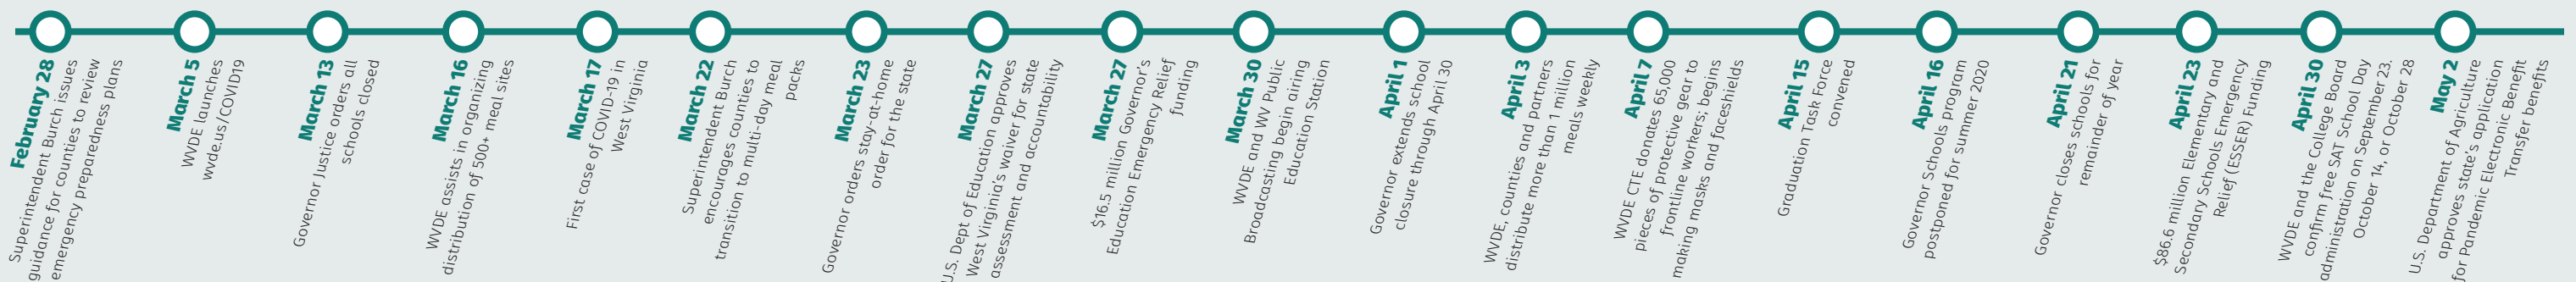 February 28
Superintendent Burch issues
guidance for counties to review
emergency preparedness plans
March 5
WVDE launches
wvde.us/COVID19
March 13
Governor Justice orders all
schools closed
March 16
WVDE assists in organizing
distribution of 500+ meal sites
March 17
First case of COVID-19 in
West Virginia
March 22
Superintendent Burch
encourages counties to
transition to multi-day meal
packs
March 23
Governor orders stay-at-home
order for the state
March 27
U.S. Dept of Education approves
West Virginia's waiver for state
assessment and accountability
March 27
$16.5 million Governor's
Education Emergency Relief
funding
March 30
WVDE and WV Public
Broadcasting begin airing
Education Station
April 1
Governor extends school
closure through April 30
April 3
WVDE, counties and partners
distribute more than 1 million
meals weekly
April 7
WVDE CTE donates 65,000
pieces of protective gear to
frontline workers; begins
making masks and faceshields
April 15
Graduation Task Force
convened
April 16
Governor Schools program
postponed for summer 2020
April 21
Governor closes schools for
remainder of year
April 23
$86.6 million Elementary and
Secondary Schools Emergency
Relief (ESSER) Funding
April 30
WVDE and the College Board
confirm free SAT School Day
administration on September 23.
October 14, or October 28
May 2
U.S. Department of Agriculture
approves state's application
for Pandemic Electronic Benefit
Transfer benefits